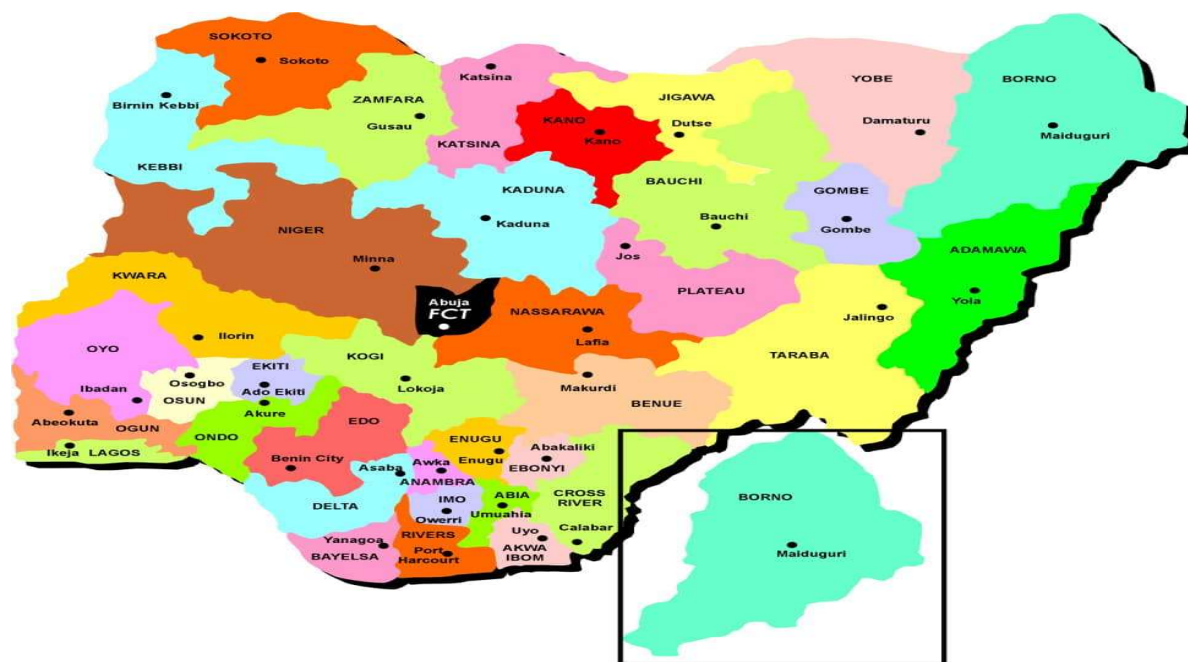 SOKOTO
Sokoto
Katsina
YOBE
BORNO
Birnin Kebbi
ZAMFARA
JIGAWA
Gusau
KANO
Dutse
Kano
Damaturu
Maiduguri
KATSINA
KEBBI
KADUNA
BAUCHI
GOMBE
Kaduna
Bauchi
Gombe
NIGER
Minna
Jos
ADAMAWA
KWARA
PLATEAU
Yola
Abuja
FCT
NASSARAWA
Jalingo
Ilorin
Lafia
OYO
KOGI
TARABA
EKITI
Osogbo
Ado Ekiti
Lokoja
Makurdi
Ibadan
OSUN
BENUE
Abeokuta
Akure
OGUN
EDO
ONDO
ENUGU
Abakaliki
Ikeja LAGOS
Benin City
Enugu
Asaba
Awka
EBONYI
ANAMBRA
CROSS
RIVER
DELTA
IMO
ABIA
Owerri
Umuahia
Calabar
RIVERS
Uyo
Yanagoa
BAYELSA
Port
Harcourt
AKWA
IBOM
BORNO
Maiduguri